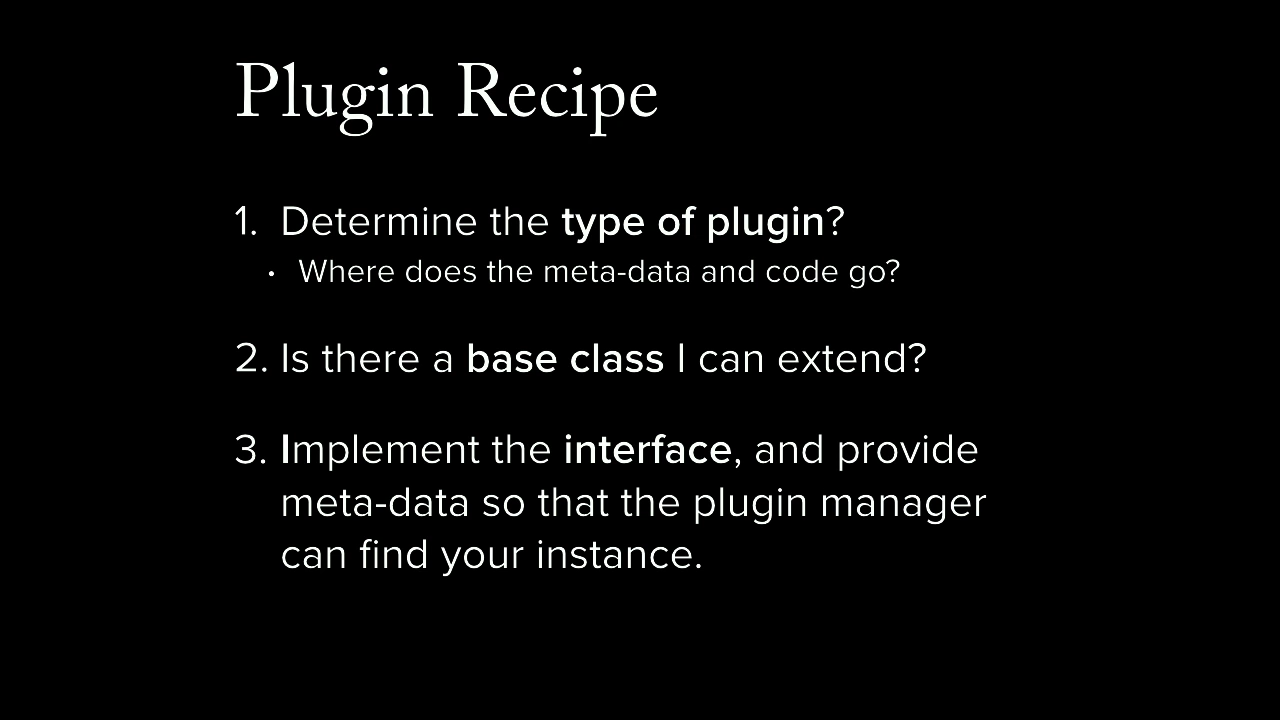 Plugin Recipe
1. Determine the type of plugin?
• Where does the meta-data and code go?
2. Is there a base class I can extend?
3. Implement the interface, and provide
meta-data so that the plugin manager
can find your instance.